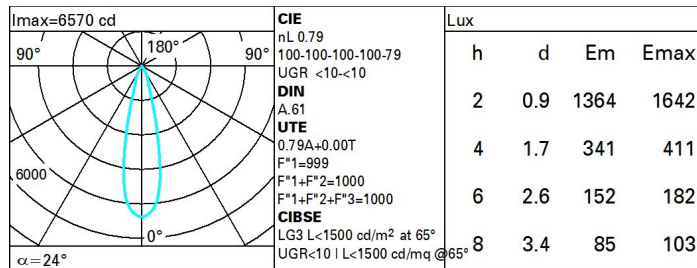 Imax=6570 cd
90°
180°
90°
6000
0°
α=24°
CIE
nL 0.79
100-100-100-100-79
UGR <10-<10
DIN
A.61
UTE
0.79A+0.00T
F"1=999
F"1+F"2=1000
F"1+F"2+F"3=1000
CIBSE
LG3 L<1500 cd/m² at 65°
UGR<10 | L<1500 cd/mq @65°
Lux
h d Em Emax
2 0.9 1364 1642
4 1.7 341 411
6 2.6 152 182
8 3.4 85 103